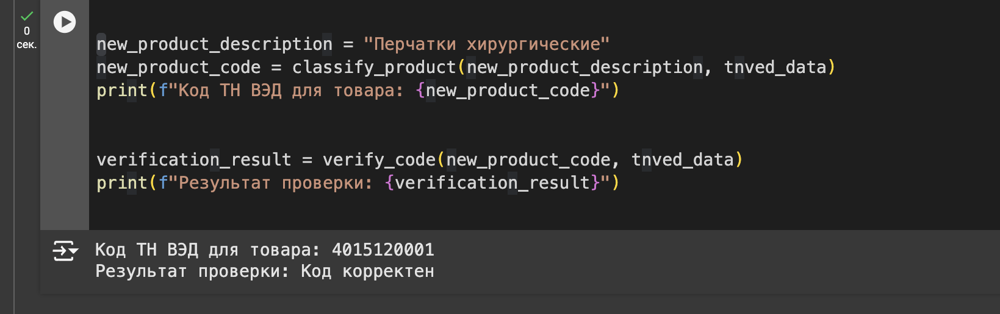 0
сек.
new_product_description = "Перчатки хирургические"
new_product_code = classify_product(new_product_description, tnved_data)
print(f"Код ТН ВЭД для товара: {new_product_code}")
verification_result = verify_code(new_product_code, tnved_data)
print(f"Результат проверки: {verification_result}")
Код ТН ВЭД для товара: 4015120001
Результат проверки: Код корректен